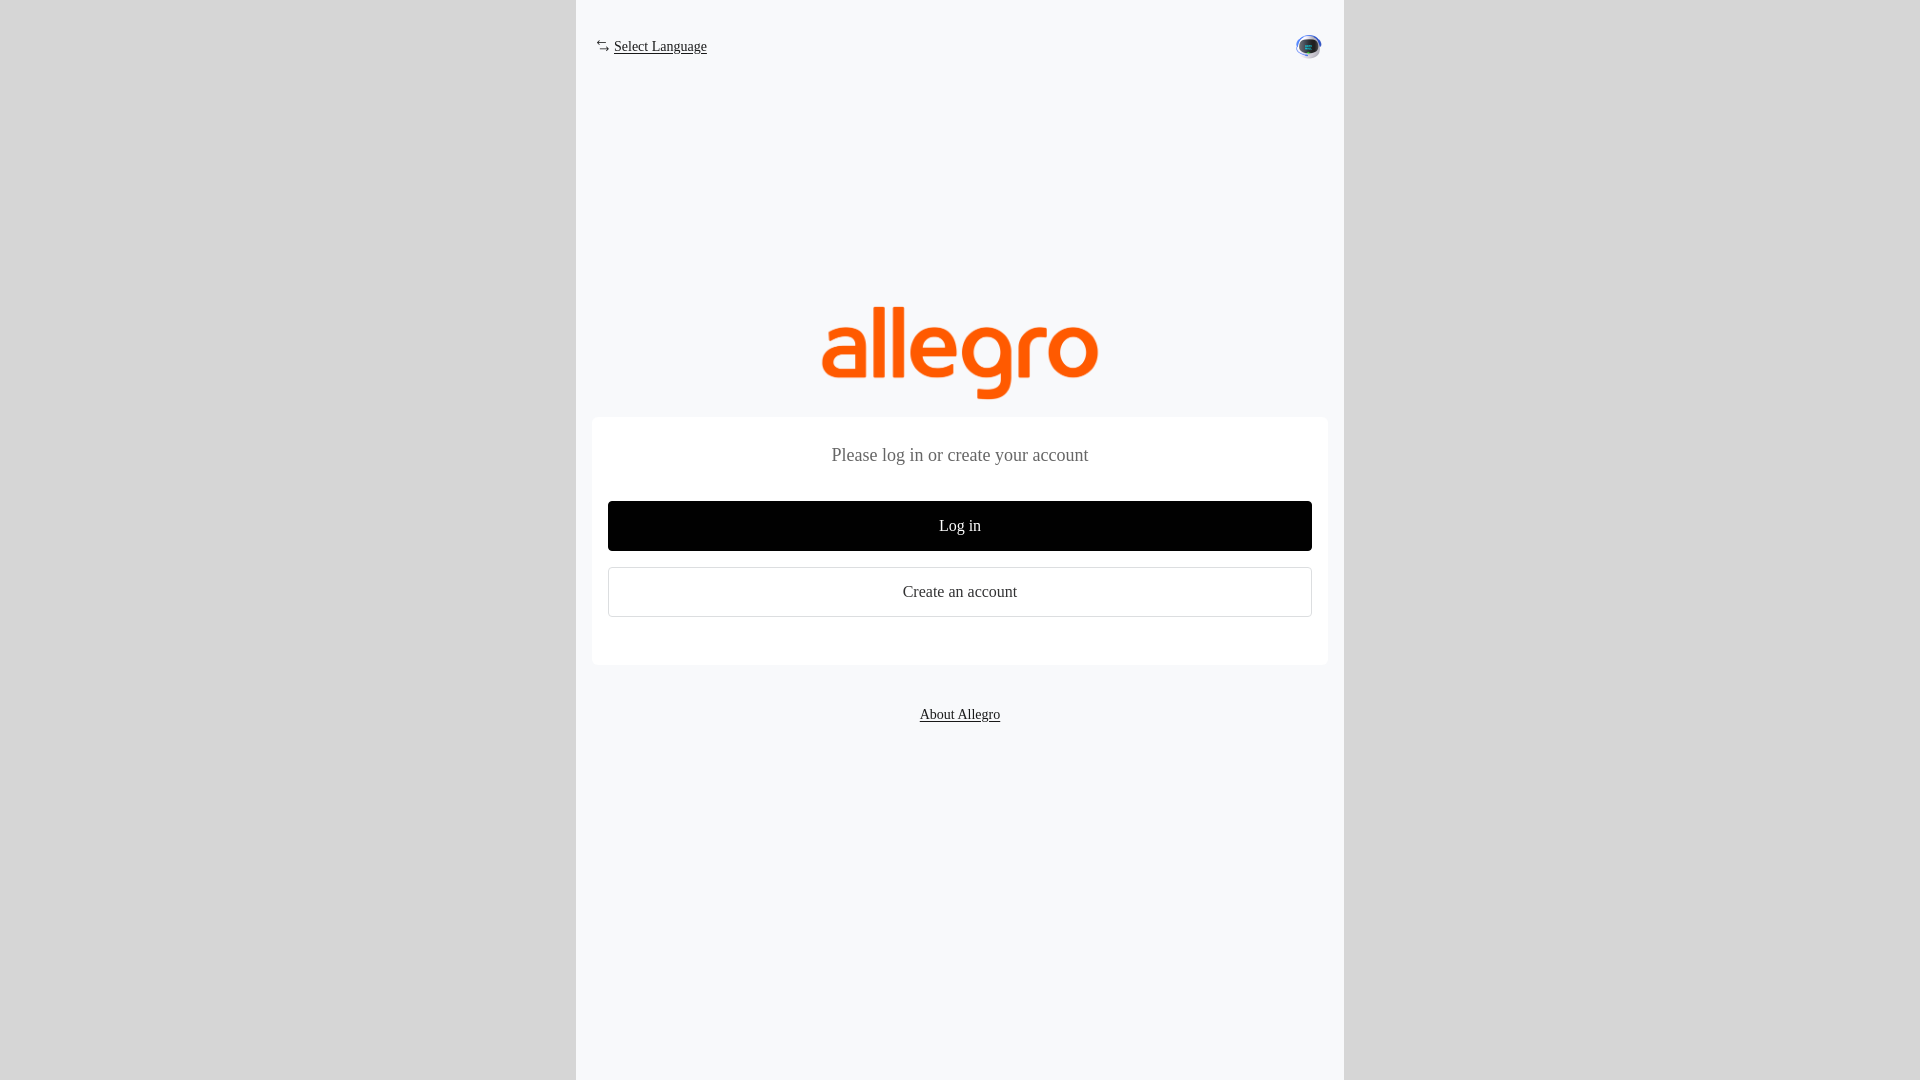 Select Language
allegro
Please log in or create your account
Log in
Create an account
About Allegro